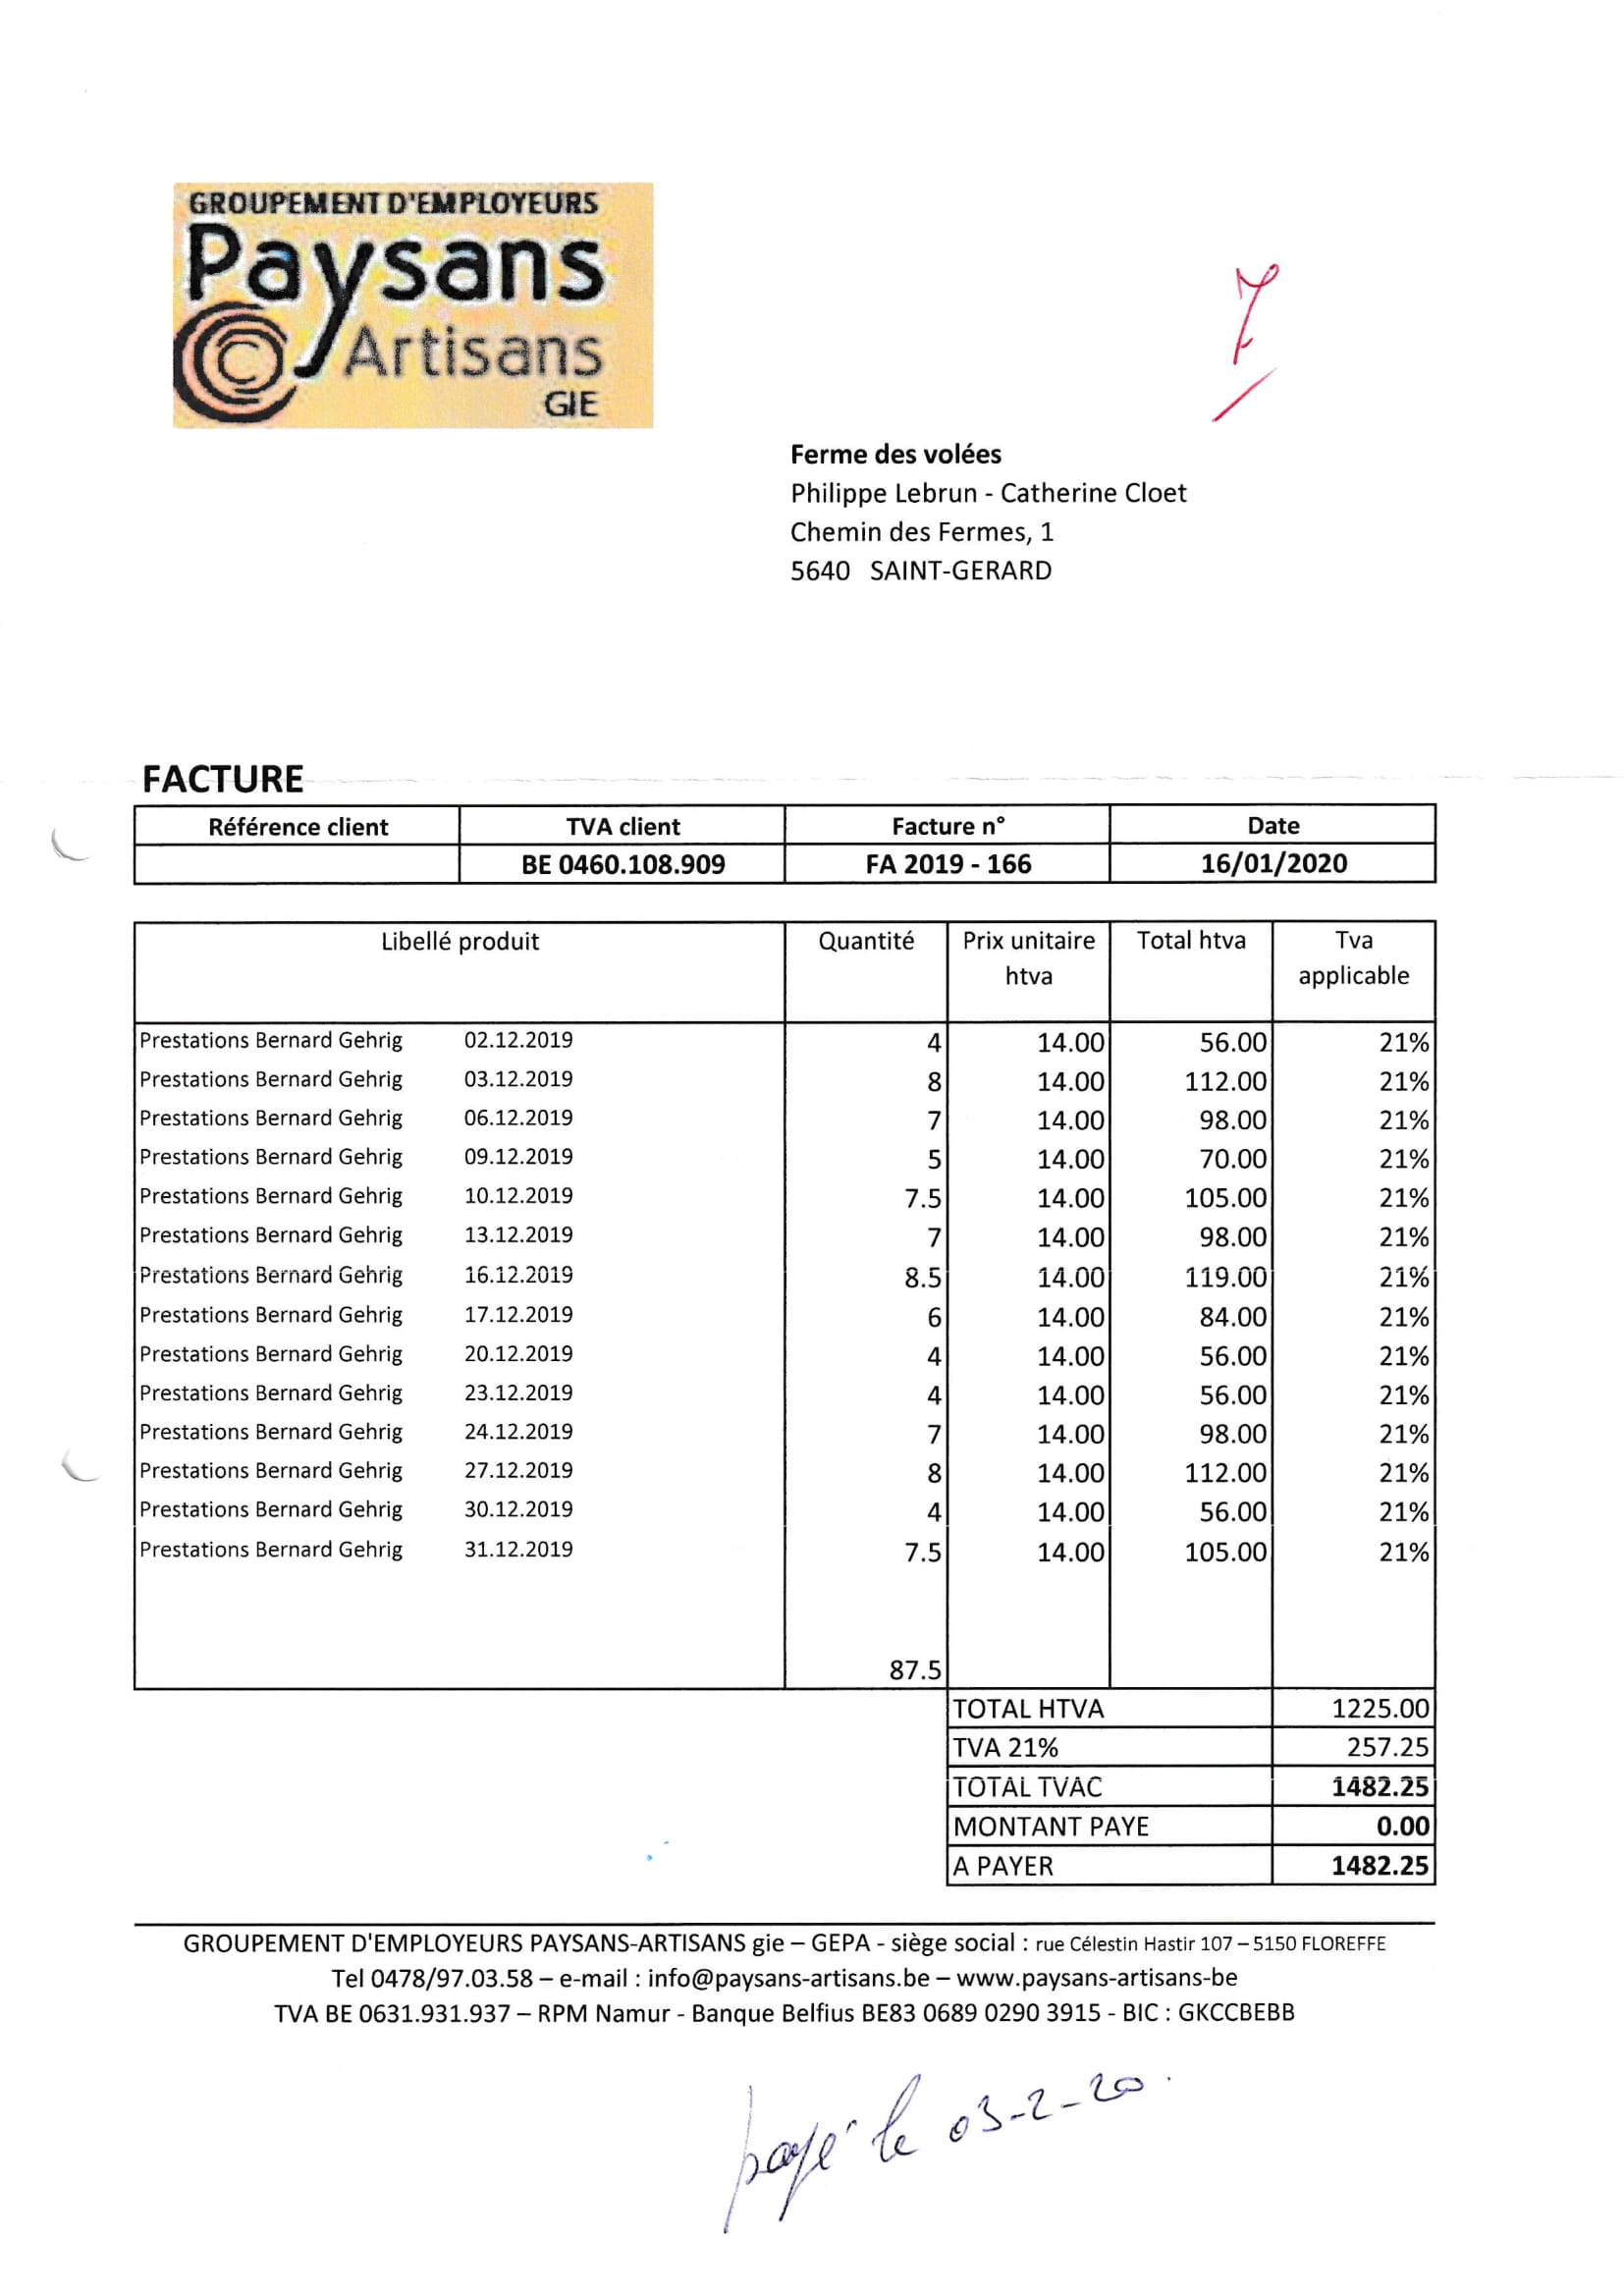 GROUPEMENT D'EMPLOYEURS
Paysans
Artisans
GIE
7
Ferme des volées
Philippe Lebrun - Catherine Cloet
Chemin des Fermes, 1
5640 SAINT-GERARD
FACTURE
Référence client TVA client Facture n° Date
BE 0460.108.909 FA 2019 - 166 16/01/2020
Libellé produit Quantité Prix unitaire Total htva Tva
htva applicable
Prestations Bernard Gehrig 02.12.2019 4 14.00 56.00 21%
Prestations Bernard Gehrig 03.12.2019 8 14.00 112.00 21%
Prestations Bernard Gehrig 06.12.2019 7 14.00 98.00 21%
Prestations Bernard Gehrig 09.12.2019 5 14.00 70.00 21%
Prestations Bernard Gehrig 10.12.2019 7.5 14.00 105.00 21%
Prestations Bernard Gehrig 13.12.2019 7 14.00 98.00 21%
Prestations Bernard Gehrig 16.12.2019 8.5 14.00 119.00 21%
Prestations Bernard Gehrig 17.12.2019 6 14.00 84.00 21%
Prestations Bernard Gehrig 20.12.2019 4 14.00 56.00 21%
Prestations Bernard Gehrig 23.12.2019 4 14.00 56.00 21%
Prestations Bernard Gehrig 24.12.2019 7 14.00 98.00 21%
Prestations Bernard Gehrig 27.12.2019 8 14.00 112.00 21%
Prestations Bernard Gehrig 30.12.2019 4 14.00 56.00 21%
Prestations Bernard Gehrig 31.12.2019 7.5 14.00 105.00 21%
87.5
TOTAL HTVA 1225.00
TVA 21% 257.25
TOTAL TVAC 1482.25
MONTANT PAYE 0.00
A PAYER 1482.25
GROUPEMENT D'EMPLOYEURS PAYSANS-ARTISANS gie – GEPA - siège social : rue Célestin Hastir 107 – 5150 FLOREFFE
Tel 0478/97.03.58 – e-mail : info@paysans-artisans.be – www.paysans-artisans-be
TVA BE 0631.931.937 – RPM Namur - Banque Belfius BE83 0689 0290 3915 - BIC : GKCCBEBB
payé le 03-2-20.